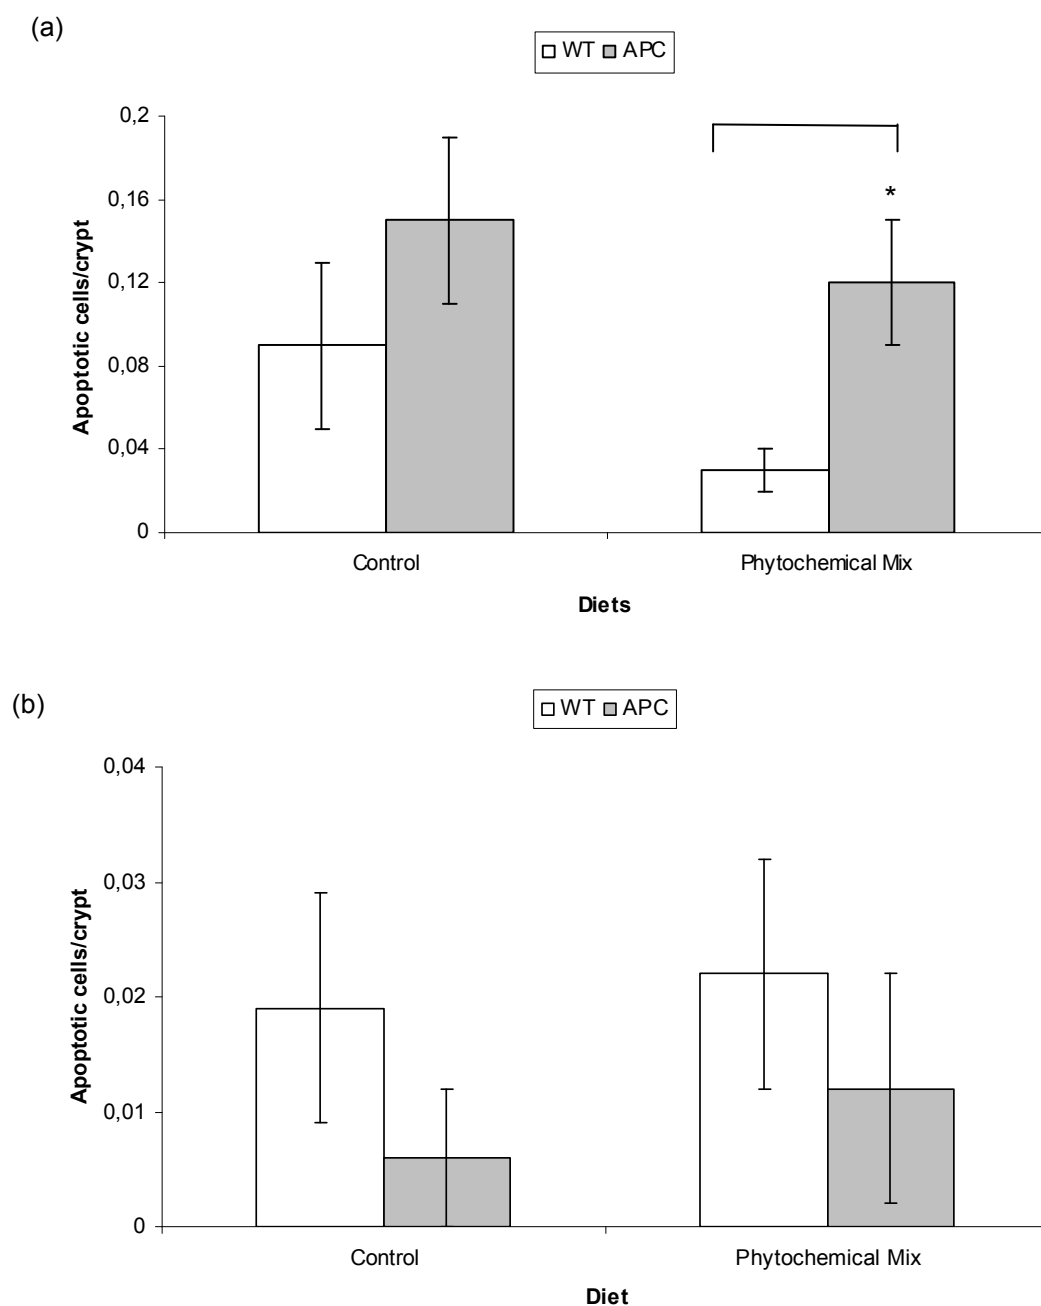 (a)
WT APC
0,2
0,16
0,12
0,08
0,04
0
Apoptotic cells/crypt
*
Control Phytochemical Mix
Diets
(b)
WT APC
0,04
0,03
0,02
0,01
0
Apoptotic cells/crypt
Control Phytochemical Mix
Diet